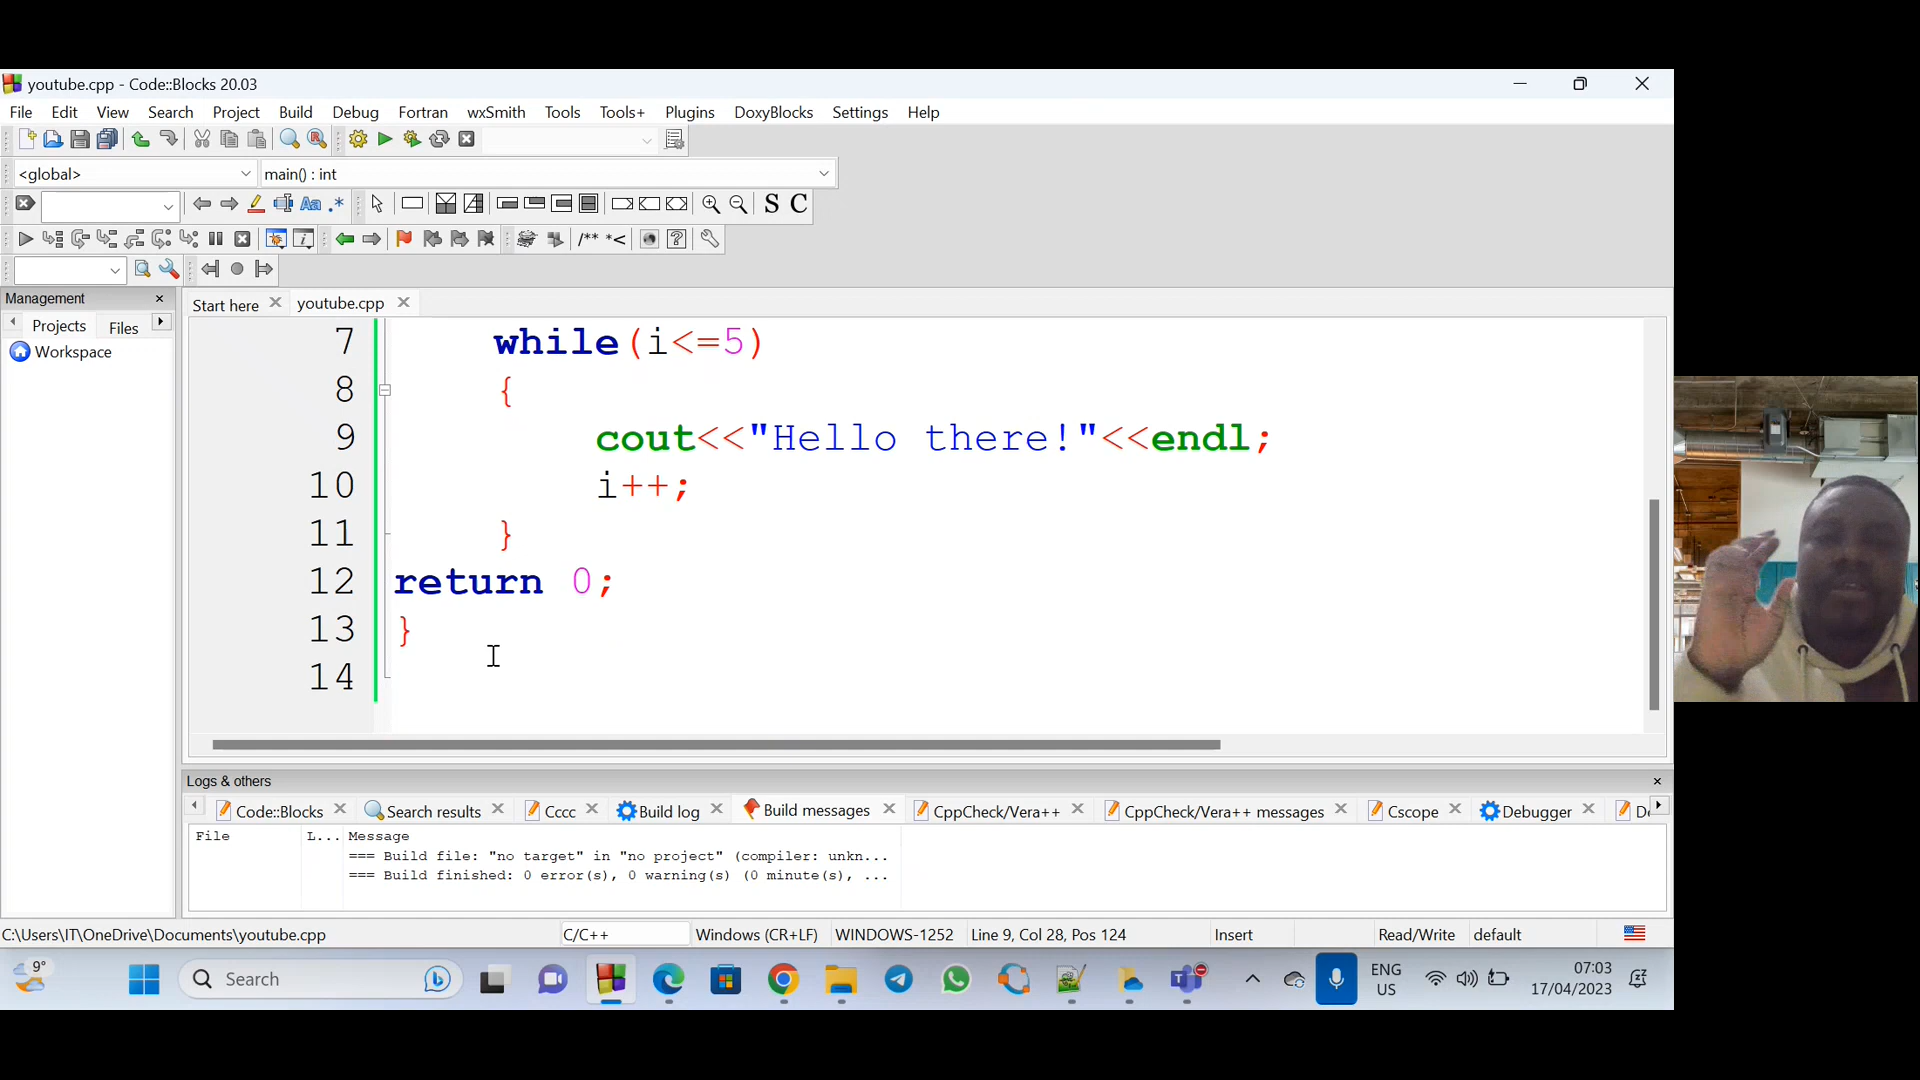 youtube.cpp - Code::Blocks 20.03
File Edit View Search Project Build Debug Fortran wxSmith Tools Tools+ Plugins DoxyBlocks Settings Help
<global> main() : int
Aa .* S C
/** *<
Management
Start here youtube.cpp
Projects Files
Workspace
7 while(i<=5)
8 {
9 cout<<"Hello there!"<<endl;
10 i++;
11 }
12 return 0;
13 }
14
Logs & others
Code::Blocks Search results Cccc Build log Build messages CppCheck/Vera++ CppCheck/Vera++ messages Cscope Debugger
File L... Message
=== Build file: "no target" in "no project" (compiler: unkn...
=== Build finished: 0 error(s), 0 warning(s) (0 minute(s), ...
C:\Users\IT\OneDrive\Documents\youtube.cpp C/C++ Windows (CR+LF) WINDOWS-1252 Line 9, Col 28, Pos 124 Insert Read/Write default
9° Search ENG US 07:03
17/04/2023